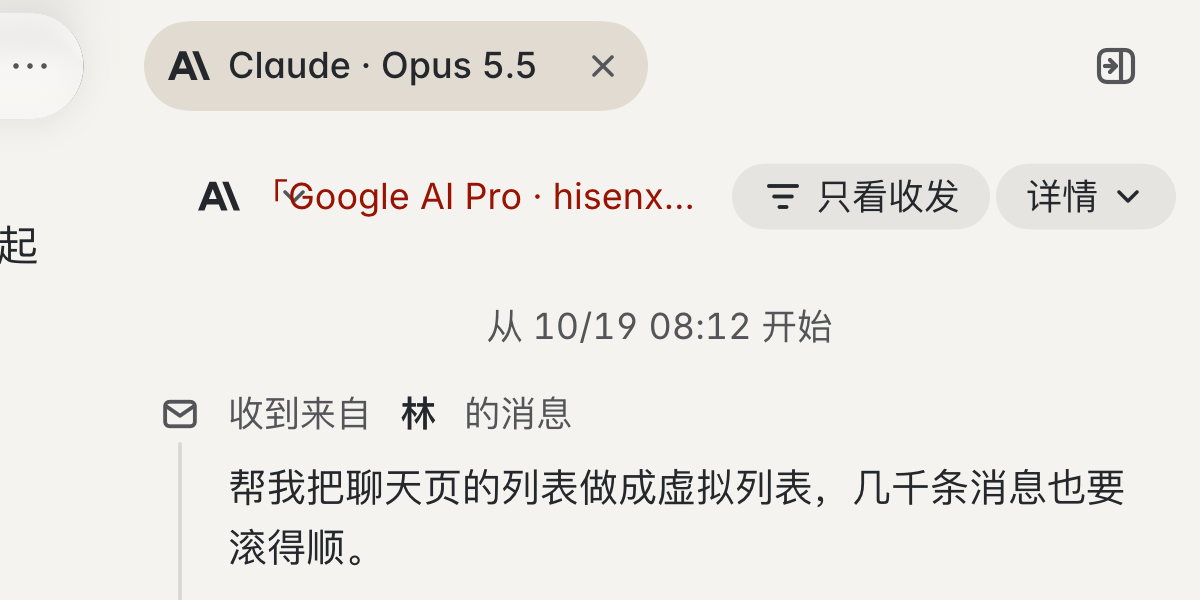 Claude · Opus 5.5
「Google AI Pro · hisenx...
只看收发
详情
起
从 10/19 08:12 开始
收到来自 林 的消息
帮我把聊天页的列表做成虚拟列表，几千条消息也要
滚得顺。